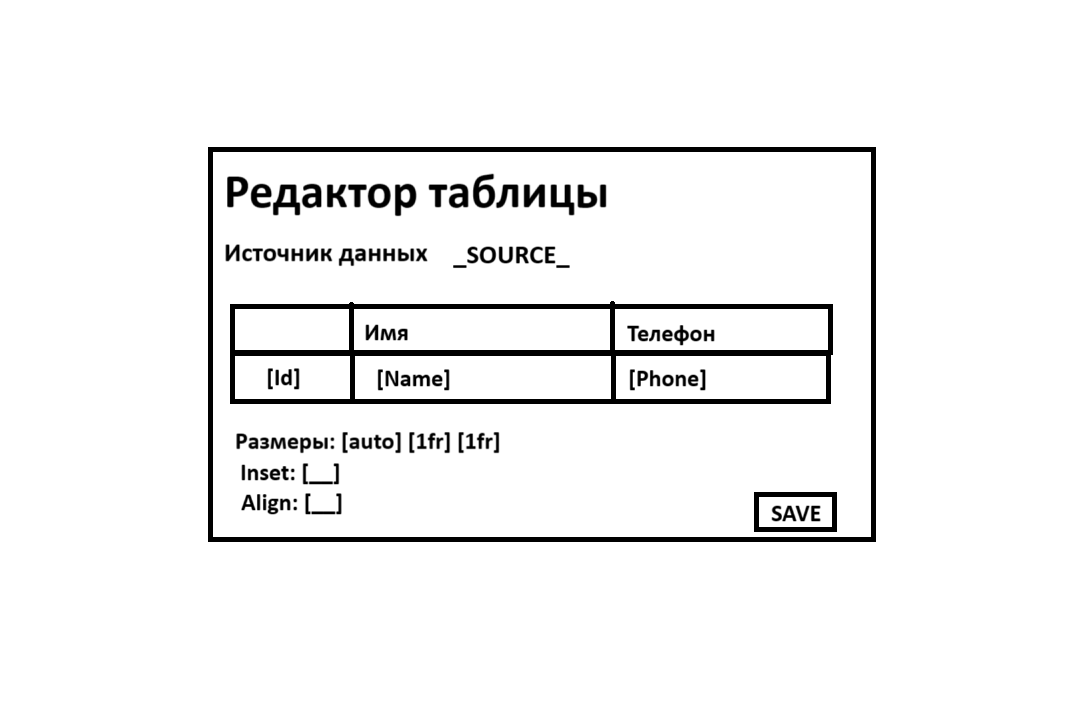 Редактор таблицы
Источник данных _SOURCE_
Имя Телефон
[Id] [Name] [Phone]
Размеры: [auto] [1fr] [1fr]
Inset: [__]
Align: [__]
SAVE